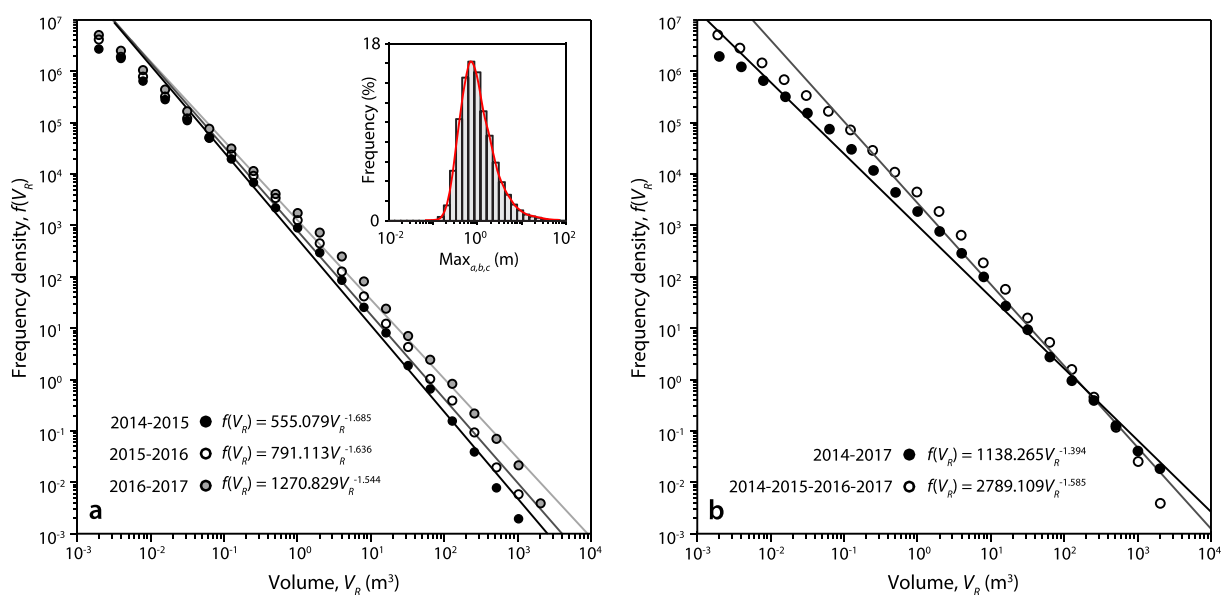 10^7
10^6
10^5
10^4
10^3
10^2
10^1
10^0
10^-1
10^-2
10^-3
Frequency density, f(V_R)
10^-3 10^-2 10^-1 10^0 10^1 10^2 10^3 10^4
Volume, V_R (m^3)
18
0
Frequency (%)
10^-2 10^0 10^2
Max_a,b,c (m)
2014-2015 f(V_R) = 555.079V_R^-1.685
2015-2016 f(V_R) = 791.113V_R^-1.636
2016-2017 f(V_R) = 1270.829V_R^-1.544
a
10^7
10^6
10^5
10^4
10^3
10^2
10^1
10^0
10^-1
10^-2
10^-3
Frequency density, f(V_R)
10^-3 10^-2 10^-1 10^0 10^1 10^2 10^3 10^4
Volume, V_R (m^3)
2014-2017 f(V_R) = 1138.265V_R^-1.394
2014-2015-2016-2017 f(V_R) = 2789.109V_R^-1.585
b